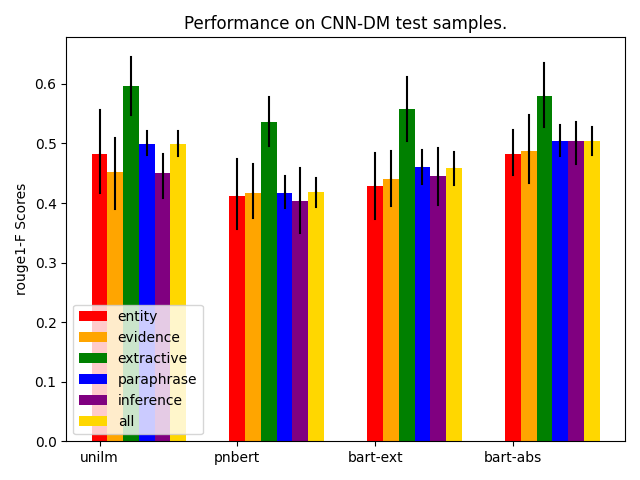 Performance on CNN-DM test samples.
rouge1-F Scores
0.6
0.5
0.4
0.3
0.2
0.1
0.0
entity
evidence
extractive
paraphrase
inference
all
unilm
pnbert
bart-ext
bart-abs